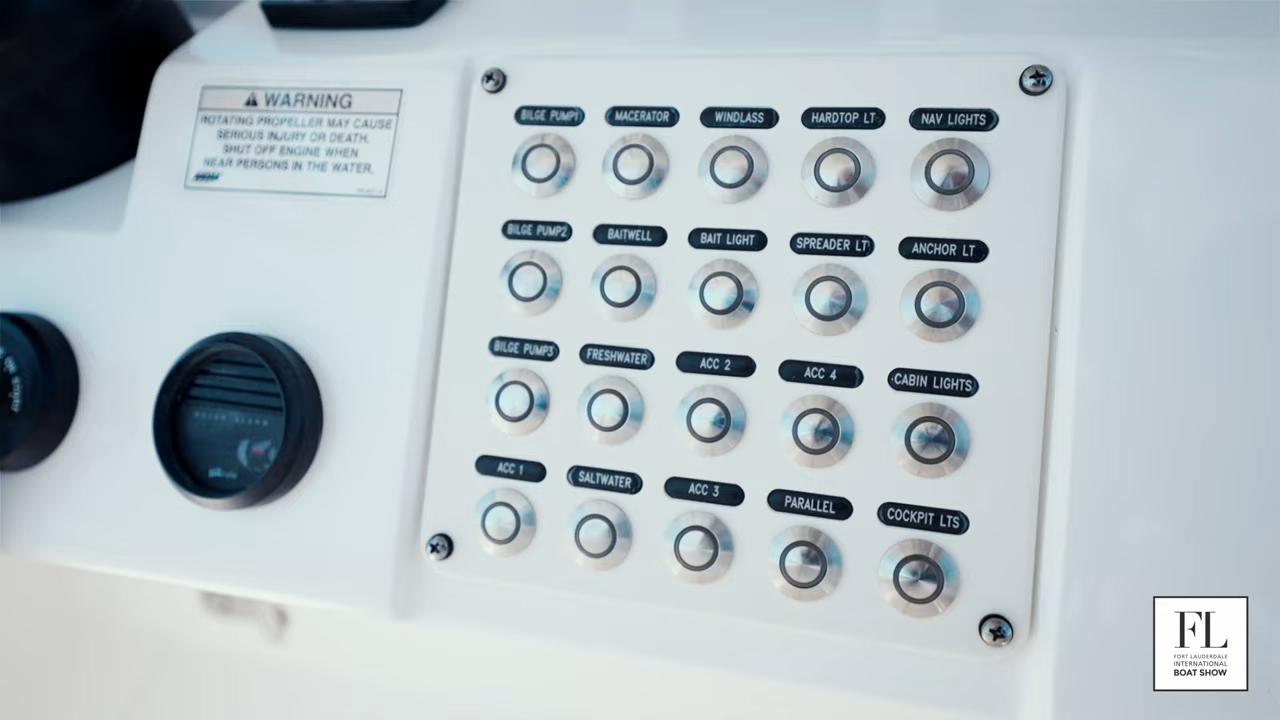 WARNING
ROTATING PROPELLER MAY CAUSE
SERIOUS INJURY OR DEATH.
SHUT OFF ENGINE WHEN
NEAR PERSONS IN THE WATER.
BILGE PUMP1
MACERATOR
WINDLASS
HARDTOP LT
NAV LIGHTS
BILGE PUMP2
BAITWELL
BAIT LIGHT
SPREADER LT
ANCHOR LT
BILGE PUMP3
FRESHWATER
ACC 2
ACC 4
CABIN LIGHTS
ACC 1
SALTWATER
ACC 3
PARALLEL
COCKPIT LTS
FL
FORT LAUDERDALE
INTERNATIONAL
BOAT SHOW